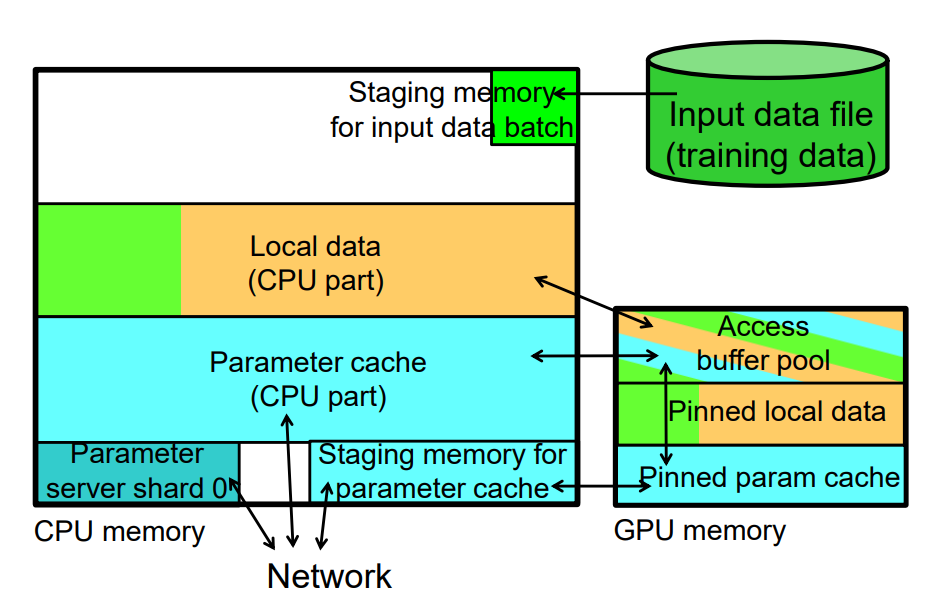 Staging memory
for input data batch
Input data file
(training data)
Local data
(CPU part)
Access
buffer pool
Parameter cache
(CPU part)
Pinned local data
Parameter
server shard 0
Staging memory for
parameter cache
Pinned param cache
CPU memory
GPU memory
Network